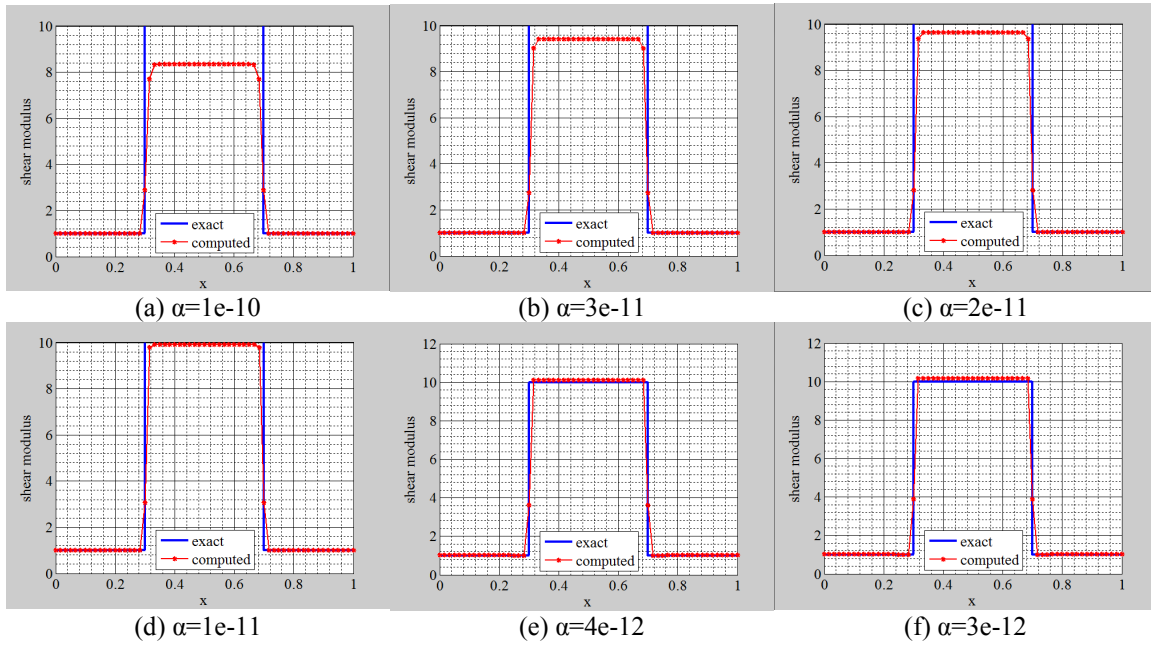 10
8
6
4
2
0
shear modulus
exact
computed
0 0.2 0.4 0.6 0.8 1
x
(a) α=1e-10
10
8
6
4
2
0
shear modulus
exact
computed
0 0.2 0.4 0.6 0.8 1
x
(b) α=3e-11
10
8
6
4
2
0
shear modulus
exact
computed
0 0.2 0.4 0.6 0.8 1
x
(c) α=2e-11
10
8
6
4
2
0
shear modulus
exact
computed
0 0.2 0.4 0.6 0.8 1
x
(d) α=1e-11
12
10
8
6
4
2
0
shear modulus
exact
computed
0 0.2 0.4 0.6 0.8 1
x
(e) α=4e-12
12
10
8
6
4
2
0
shear modulus
exact
computed
0 0.2 0.4 0.6 0.8 1
x
(f) α=3e-12